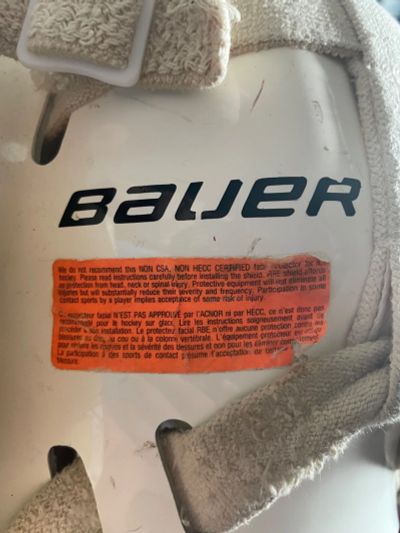 BAUER
We do not recommend this NON CSA, NON HECC CERTIFIED facial protector for ice
hockey. Please read instructions carefully before installing the shield. RBE shield affords
no protection from head, neck or spinal injury. Protective equipment will not eliminate all
injuries but will substantially reduce their severity and frequency. Participation in some
contact sports by a player implies acceptance of some risk of injury.
Ce protecteur facial N'EST PAS APPROUVÉ par l'ACNOR ni par HECC, ce n'est donc pas
recommandé pour le hockey sur glace. Lire les instructions soigneusement avant de
procéder à son installation. Le protecteur facial RBE n'offre aucune protection contre les
blessures au cou ou à la colonne vertébrale. L'équipement protecteur
pour réduire les et la sévérité des blessures et non pour les éliminer complètement.
La participation à des sports de contact présume l'acceptation de certains
blessure.